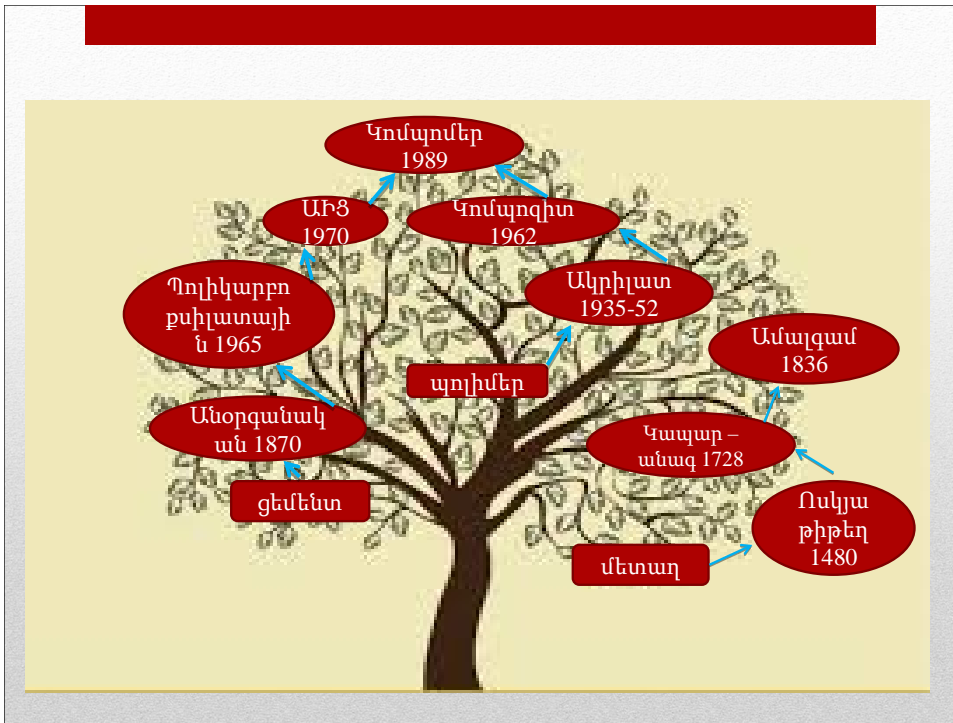 Կոմպոմեր
1989
ԱԻՑ
1970
Կոմպոզիտ
1962
Պոլիկարբո
քսիլատայի
ն 1965
Ակրիլատ
1935-52
Ամալգամ
1836
պոլիմեր
Անօրգանակ
ան 1870
Կապար –
անագ 1728
ցեմենտ
Ոսկյա
թիթեղ
1480
մետաղ